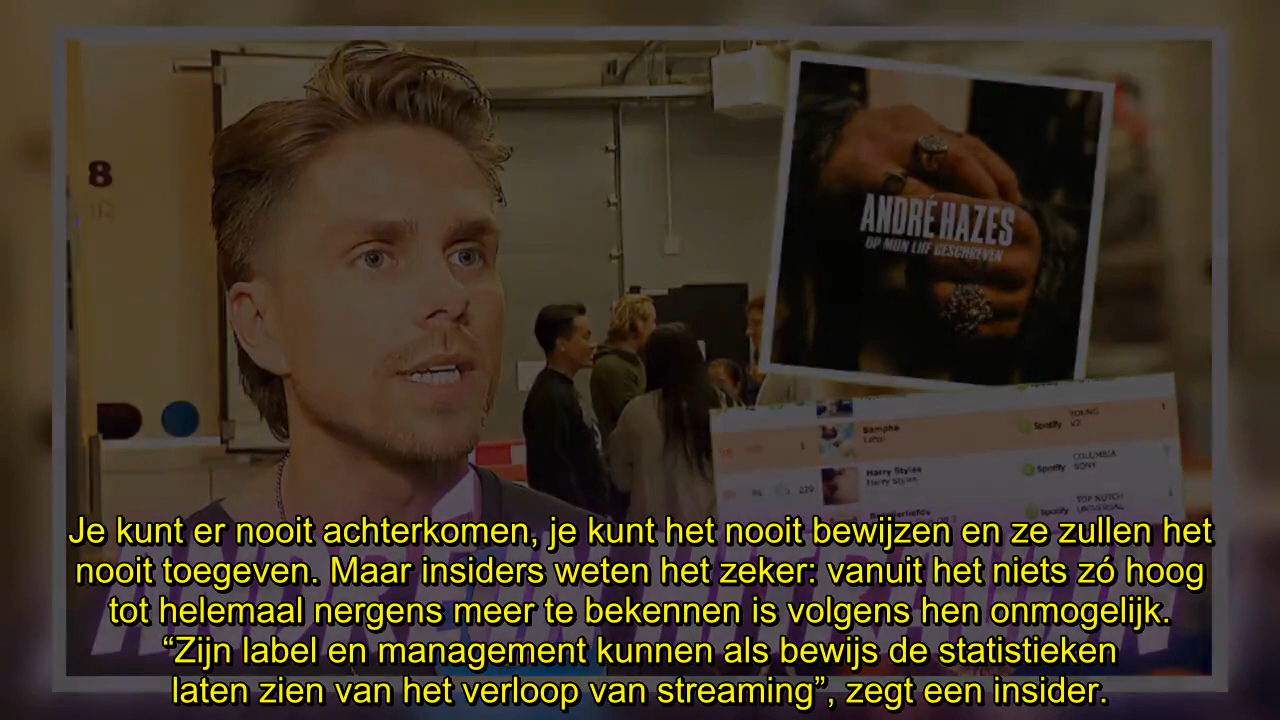 8
ANDRÉ HAZES
OP MIJN LIJF GESCHREVEN
Sampha
Lahai
Spotify
YOUNG
V2
1
Harry Styles
Harry Styles
Spotify
COLUMBIA
SONY
96
229
TOP NOTCH
UNIVERSAL
Je kunt er nooit achterkomen, je kunt het nooit bewijzen en ze zullen het
nooit toegeven. Maar insiders weten het zeker: vanuit het niets zó hoog
tot helemaal nergens meer te bekennen is volgens hen onmogelijk.
“Zijn label en management kunnen als bewijs de statistieken
laten zien van het verloop van streaming”, zegt een insider.